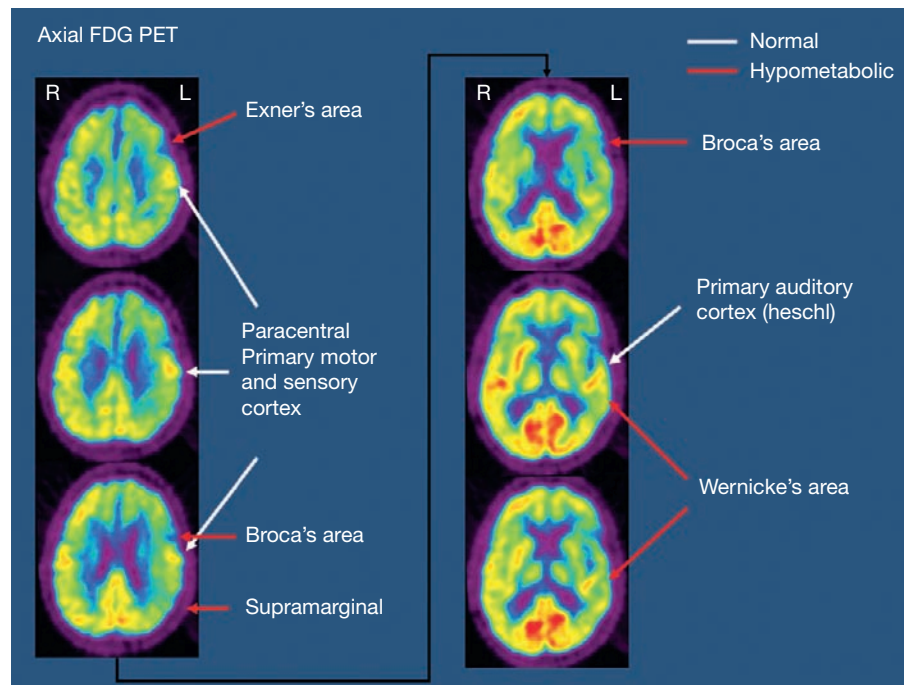 Axial FDG PET
Normal
Hypometabolic
R L
Exner's area
Paracentral
Primary motor
and sensory
cortex
Broca's area
Supramarginal
R L
Broca's area
Primary auditory
cortex (heschl)
Wernicke's area